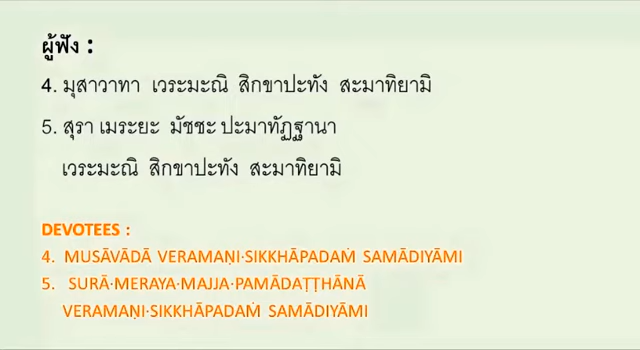 ผู้ฟัง :
4. มุสาวาทา เวระมะณิ สิกขาปะทัง สะมาทิยามิ
5. สุรา เมระยะ มัชชะ ปะมาทัฏฐานา
เวระมะณิ สิกขาปะทัง สะมาทิยามิ
DEVOTEES :
4. MUSĀVĀDĀ VERAMAṆI·SIKKHĀPADAṀ SAMĀDIYĀMI
5. SURĀ·MERAYA·MAJJA·PAMĀDAṬṬHĀNĀ
VERAMAṆI·SIKKHĀPADAṀ SAMĀDIYĀMI